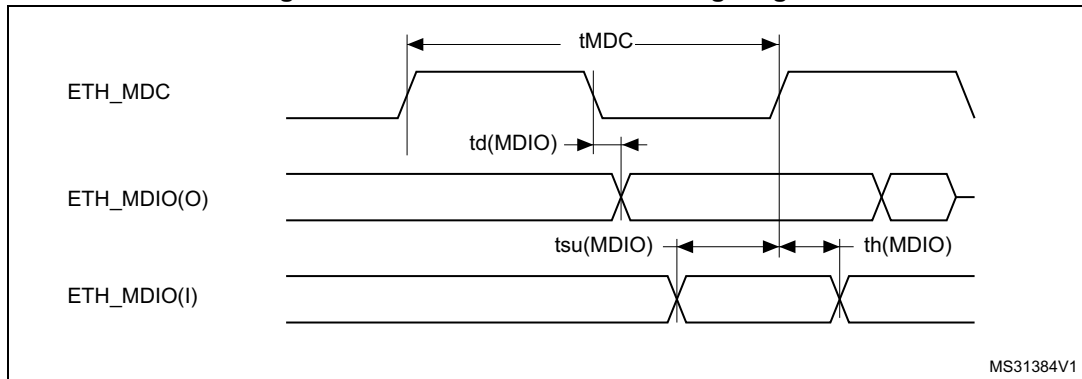 tMDC
ETH_MDC
td(MDIO)
ETH_MDIO(O)
tsu(MDIO)
th(MDIO)
ETH_MDIO(I)
MS31384V1